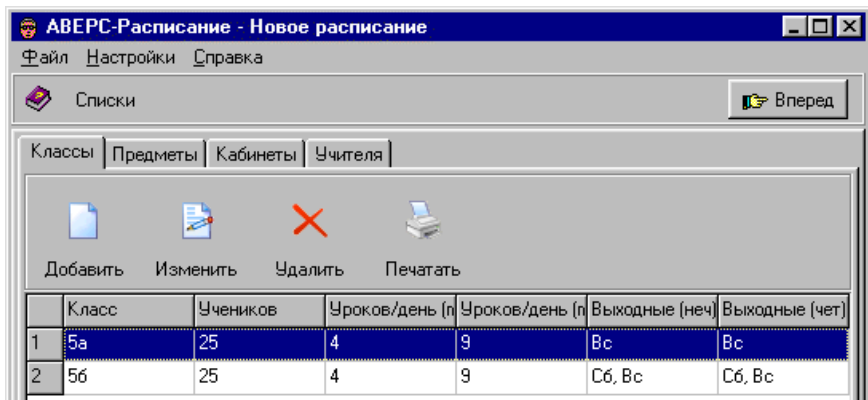 АВЕРС-Расписание - Новое расписание
Файл Настройки Справка
Списки Вперед
Классы Предметы Кабинеты Учителя
Добавить Изменить Удалить Печатать
Класс Учеников Уроков/день (п Уроков/день (п Выходные (неч) Выходные (чет)
1 5а 25 4 9 Вс Вс
2 5б 25 4 9 Сб, Вс Сб, Вс